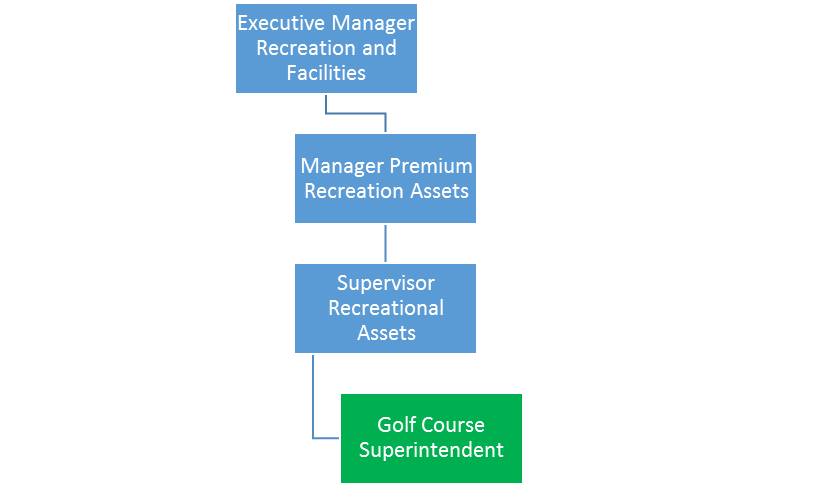 Executive Manager
Recreation and
Facilities
Manager Premium
Recreation Assets
Supervisor
Recreational
Assets
Golf Course
Superintendent